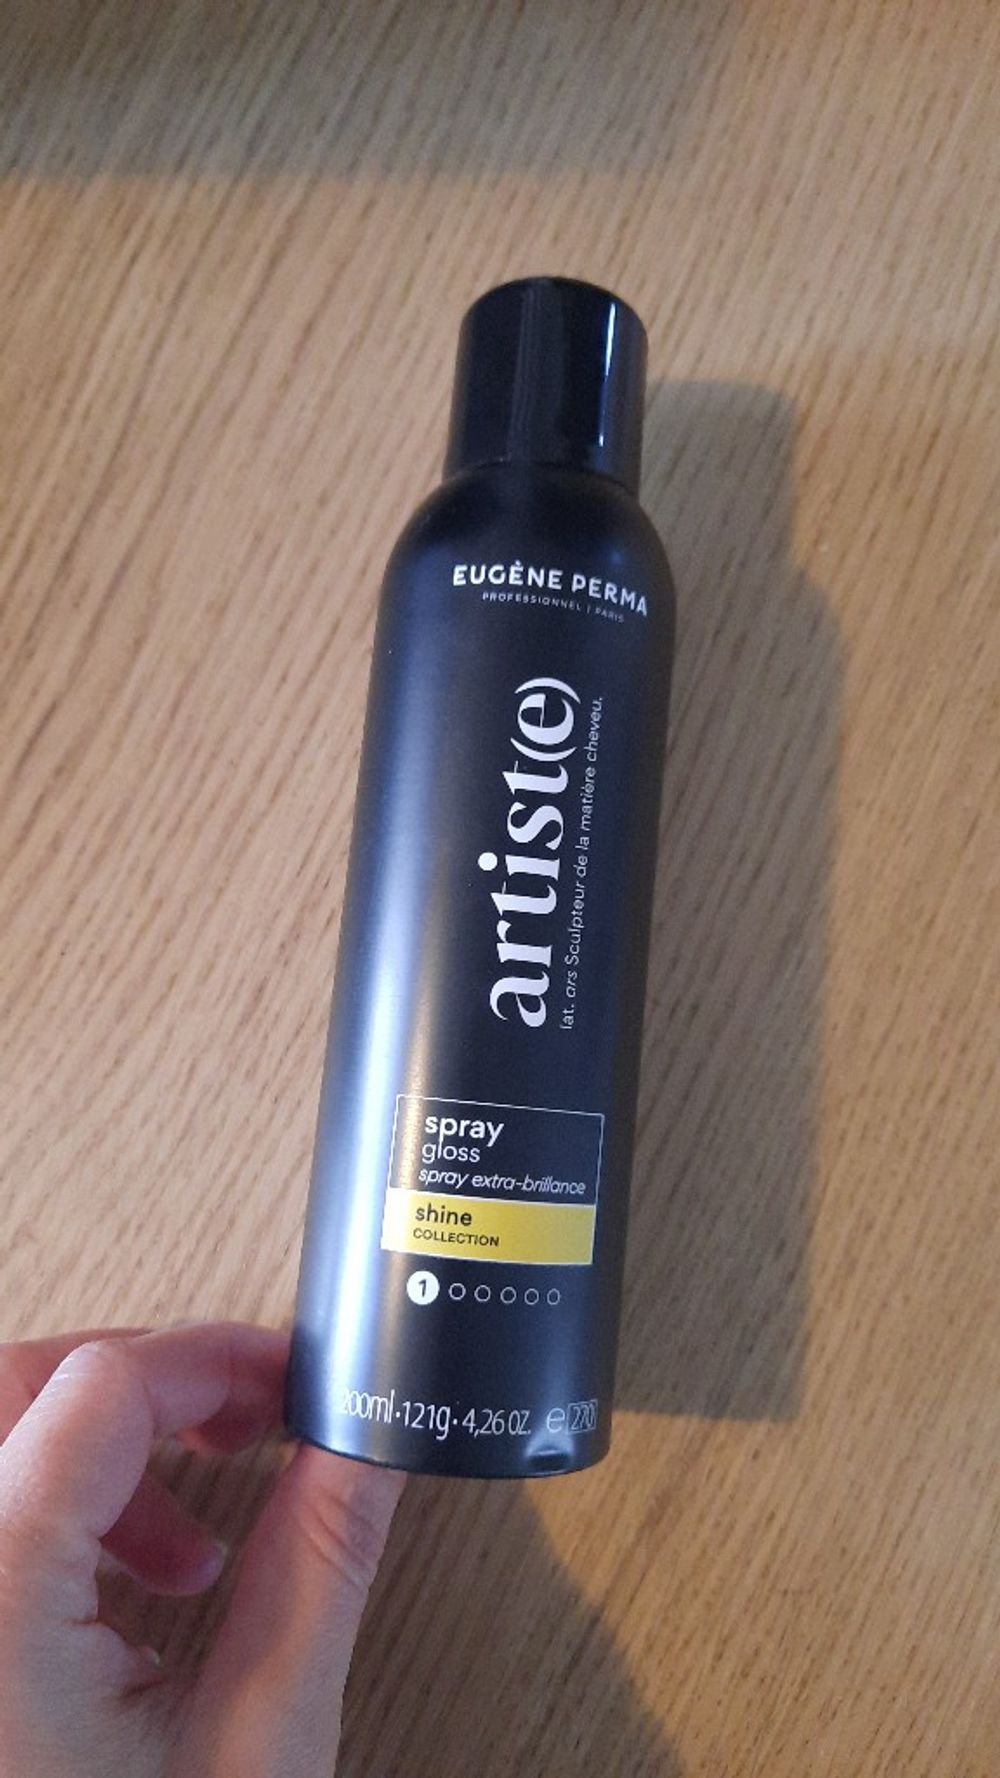 EUGÈNE PERMA
PROFESSIONNEL | PARIS
artist(e)
lat. ars Sculpteur de la matière cheveu.
spray
gloss
spray extra-brillance
shine
COLLECTION
1
200ml·121g·4,26 OZ. e 270